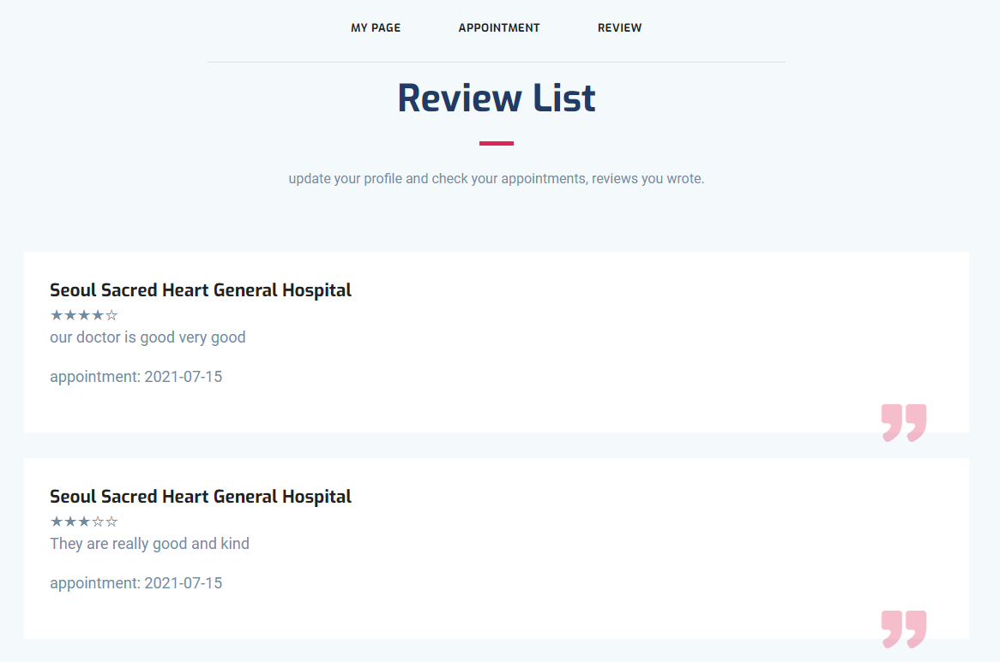 MY PAGE APPOINTMENT REVIEW
Review List
update your profile and check your appointments, reviews you wrote.
Seoul Sacred Heart General Hospital
★★★★☆
our doctor is good very good
appointment: 2021-07-15
Seoul Sacred Heart General Hospital
★★★☆☆
They are really good and kind
appointment: 2021-07-15